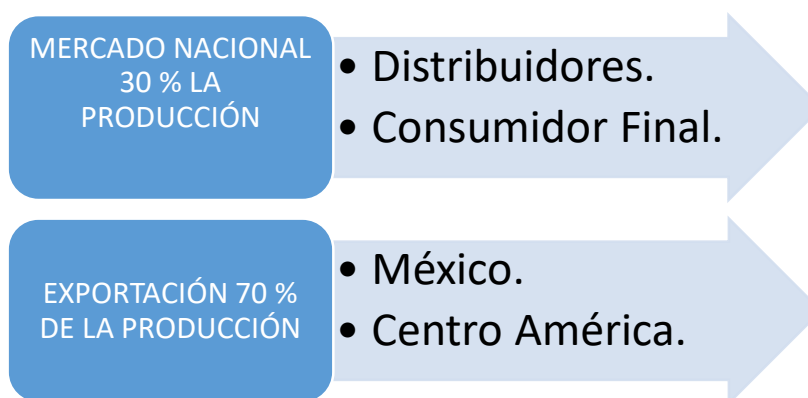 MERCADO NACIONAL
30 % LA
PRODUCCIÓN
• Distribuidores.
• Consumidor Final.
EXPORTACIÓN 70 %
DE LA PRODUCCIÓN
• México.
• Centro América.